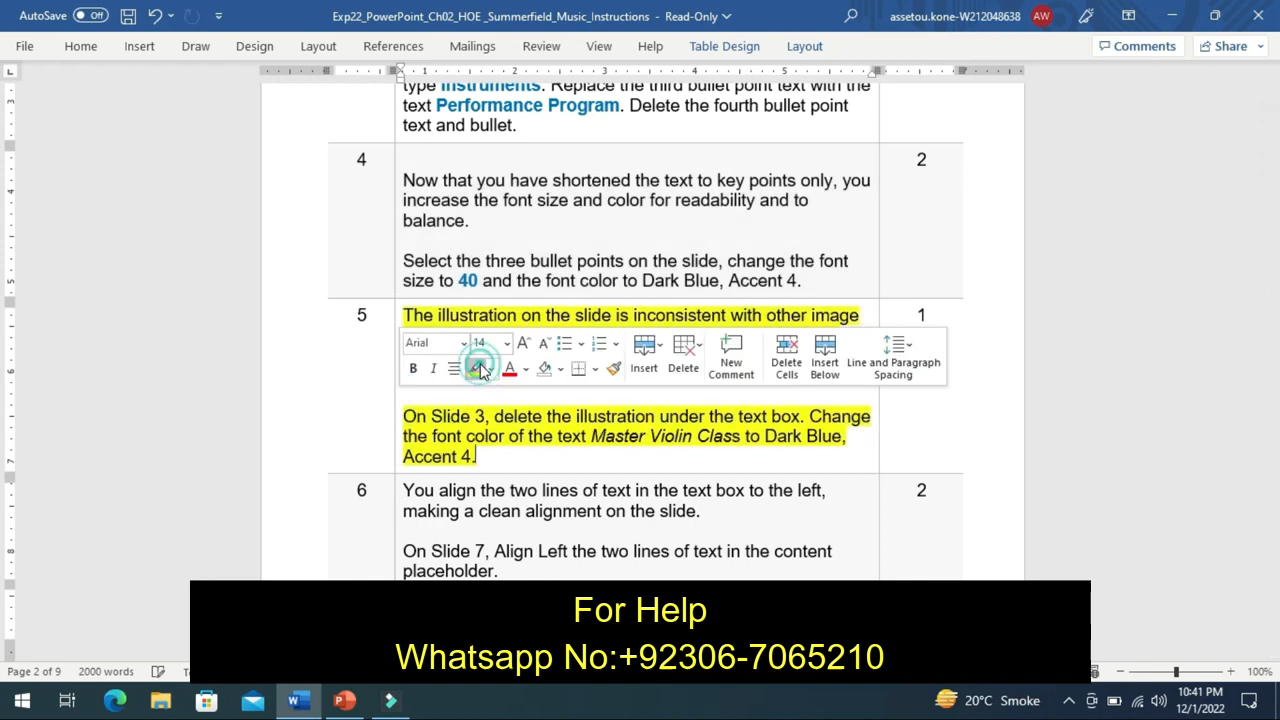 AutoSave Off Exp22_PowerPoint_Ch02_HOE _Summerfield_Music_Instructions - Read-Only assetou.kone-W212048638 AW
File Home Insert Draw Design Layout References Mailings Review View Help Table Design Layout Comments Share
1 2 3 4 5 7
type Instruments. Replace the third bullet point text with the
text Performance Program. Delete the fourth bullet point
text and bullet.
4 2
Now that you have shortened the text to key points only, you
increase the font size and color for readability and to
balance.
Select the three bullet points on the slide, change the font
size to 40 and the font color to Dark Blue, Accent 4.
5 The illustration on the slide is inconsistent with other image 1
Arial 14
Insert Delete New Comment Delete Cells Insert Below Line and Paragraph Spacing
On Slide 3, delete the illustration under the text box. Change
the font color of the text Master Violin Class to Dark Blue,
Accent 4.
6 You align the two lines of text in the text box to the left, 2
making a clean alignment on the slide.
On Slide 7, Align Left the two lines of text in the content
placeholder.
For Help
Whatsapp No:+92306-7065210
Page 2 of 9 2000 words 100%
20°C Smoke 10:41 PM
12/1/2022